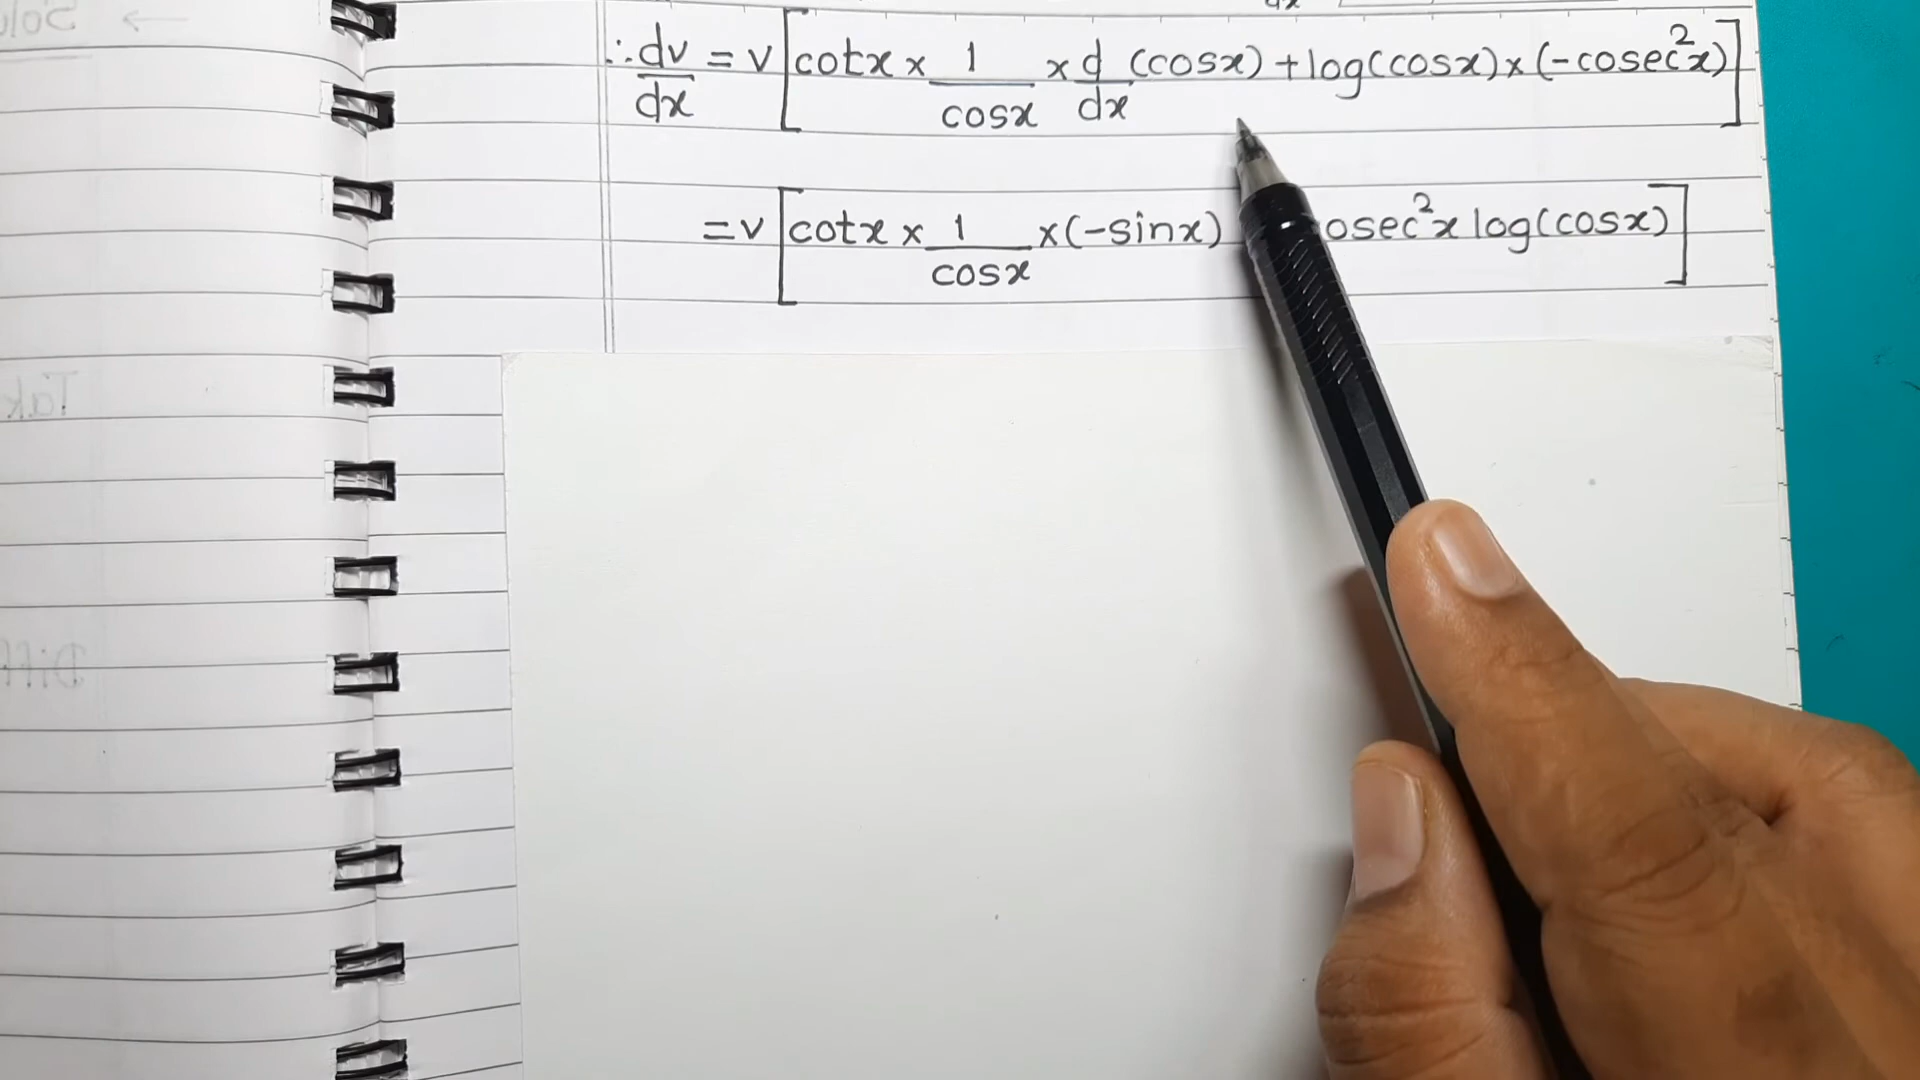 ∴ dv/dx = v [cotx × 1/cosx × d/dx (cosx) + log(cosx) × (-cosec²x)]
= v [cotx × 1/cosx × (-sinx) osec²x log(cosx)]